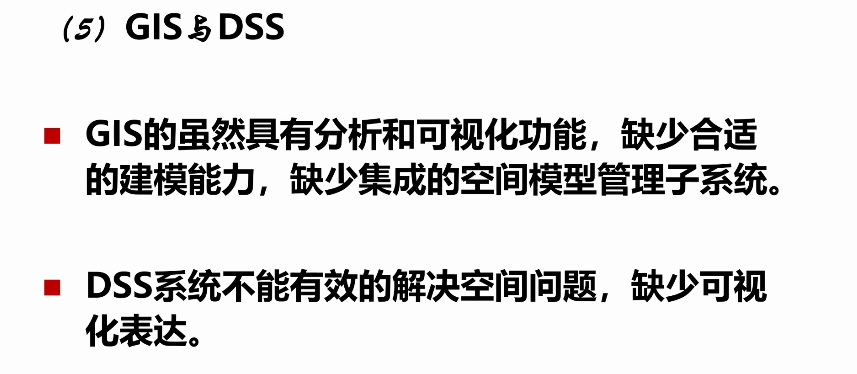 （5）GIS与DSS
GIS的虽然具有分析和可视化功能，缺少合适
的建模能力，缺少集成的空间模型管理子系统。
DSS系统不能有效的解决空间问题，缺少可视
化表达。